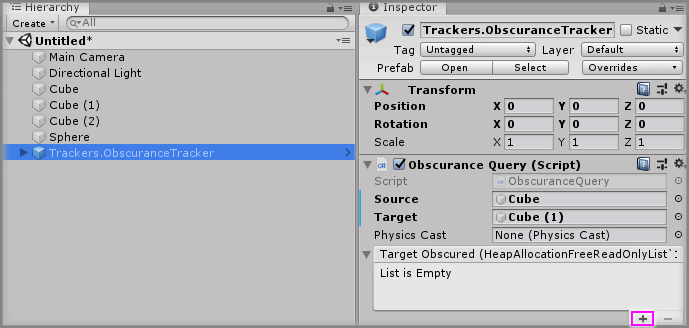 Hierarchy
Create
All
Untitled*
Main Camera
Directional Light
Cube
Cube (1)
Cube (2)
Sphere
Trackers.ObscuranceTracker
Inspector
Trackers.ObscuranceTracker Static
Tag Untagged Layer Default
Prefab Open Select Overrides
Transform
Position X 0 Y 0 Z 0
Rotation X 0 Y 0 Z 0
Scale X 1 Y 1 Z 1
Obscurance Query (Script)
Script ObscuranceQuery
Source Cube
Target Cube (1)
Physics Cast None (Physics Cast)
Target Obscured (HeapAllocationFreeReadOnlyList`
List is Empty